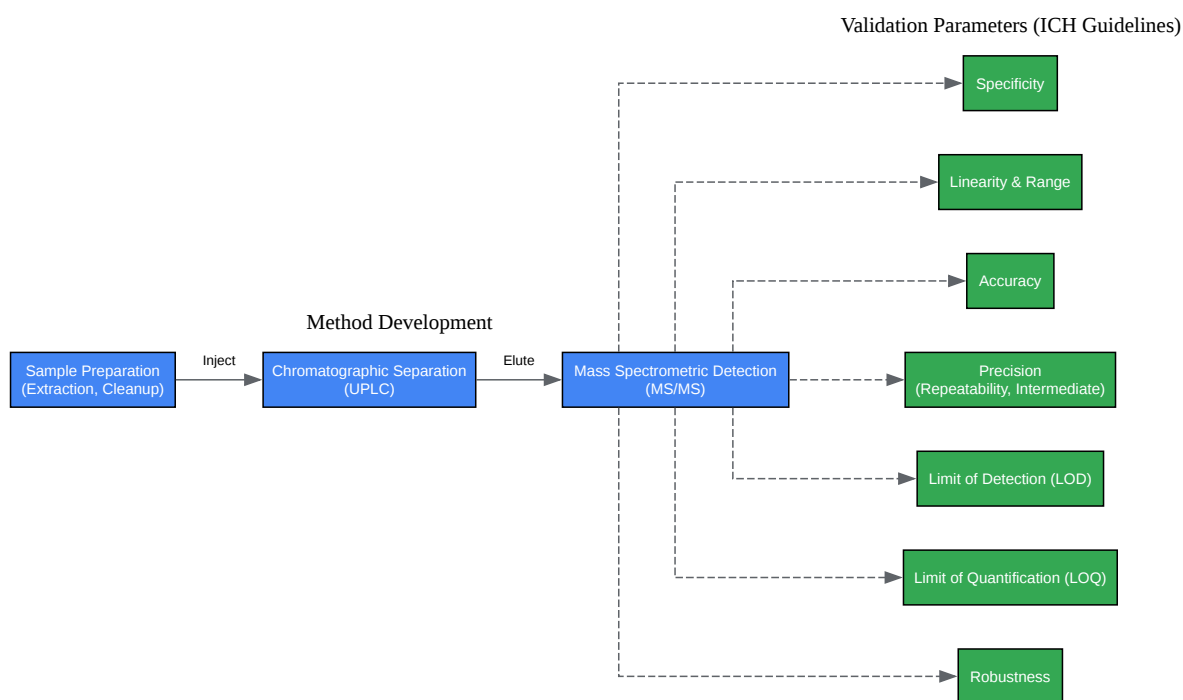 Validation Parameters (ICH Guidelines)
Specificity
Linearity & Range
Accuracy
Method Development
Sample Preparation
(Extraction, Cleanup)
Inject
Chromatographic Separation
(UPLC)
Elute
Mass Spectrometric Detection
(MS/MS)
Precision
(Repeatability, Intermediate)
Limit of Detection (LOD)
Limit of Quantification (LOQ)
Robustness